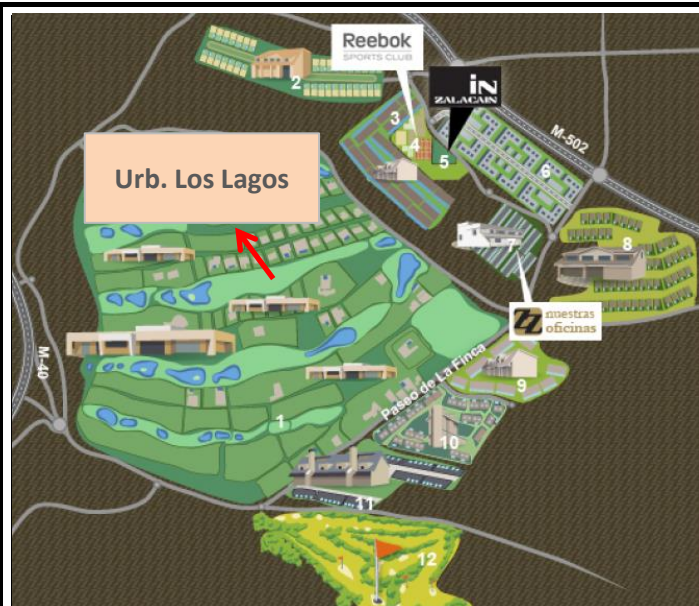 Reebok
SPORTS CLUB
in
ZALACAIN
M-502
2
3
4
5
6
Urb. Los Lagos
7
8
ZZ nuestras
oficinas
M-40
Paseo de La Finca
9
1
10
11
12